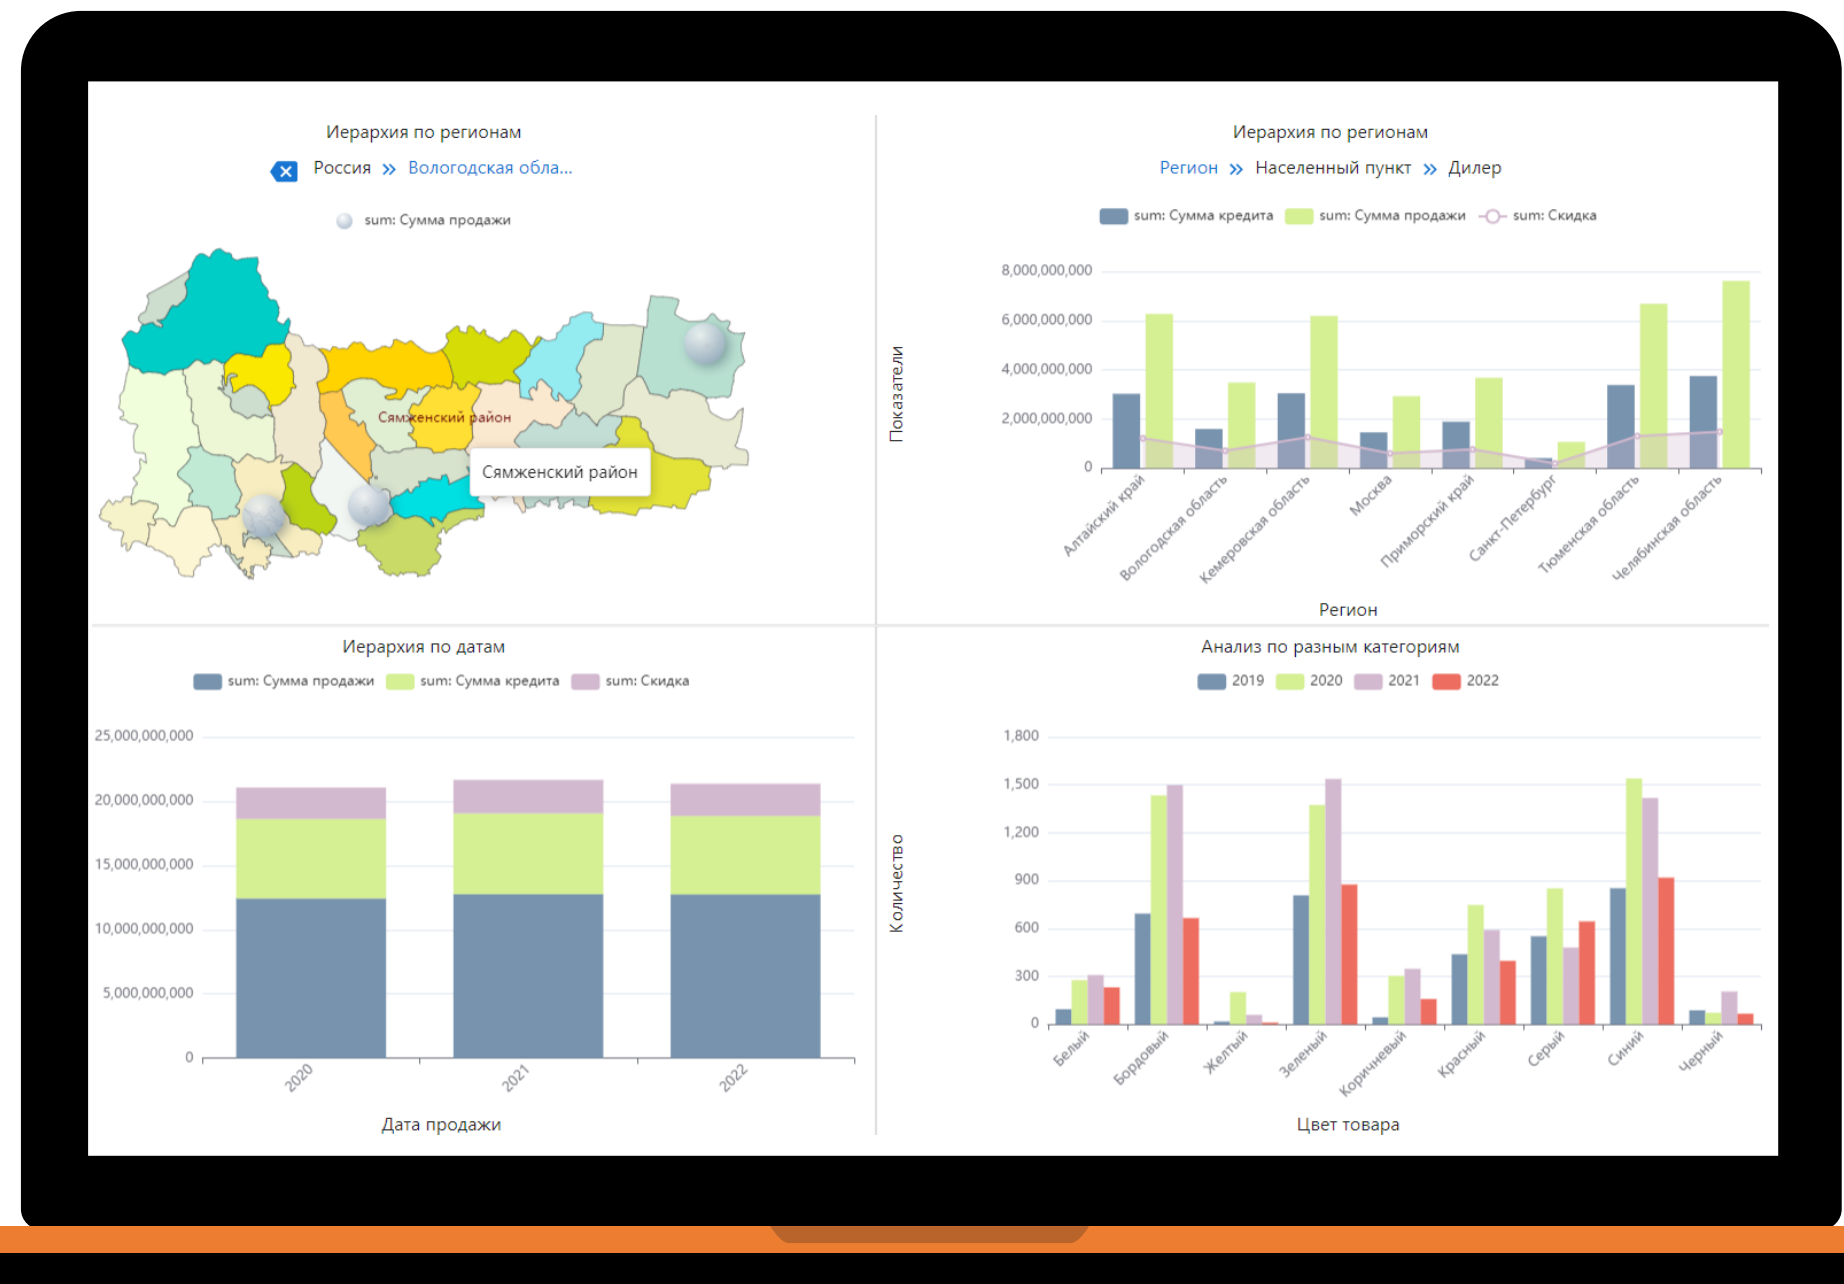 Иерархия по регионам
Россия » Вологодская обла...
sum: Сумма продажи
Сямженский район
Сямженский район
Иерархия по регионам
Регион » Населенный пункт » Дилер
sum: Сумма кредита sum: Сумма продажи sum: Скидка
Показатели
8,000,000,000
6,000,000,000
4,000,000,000
2,000,000,000
0
Алтайский край
Вологодская область
Кемеровская область
Москва
Приморский край
Санкт-Петербург
Тюменская область
Челябинская область
Регион
Иерархия по датам
sum: Сумма продажи sum: Сумма кредита sum: Скидка
25,000,000,000
20,000,000,000
15,000,000,000
10,000,000,000
5,000,000,000
0
2020
2021
2022
Дата продажи
Анализ по разным категориям
2019 2020 2021 2022
Количество
1,800
1,500
1,200
900
600
300
0
Белый
Бордовый
Желтый
Зеленый
Коричневый
Красный
Серый
Синий
Черный
Цвет товара